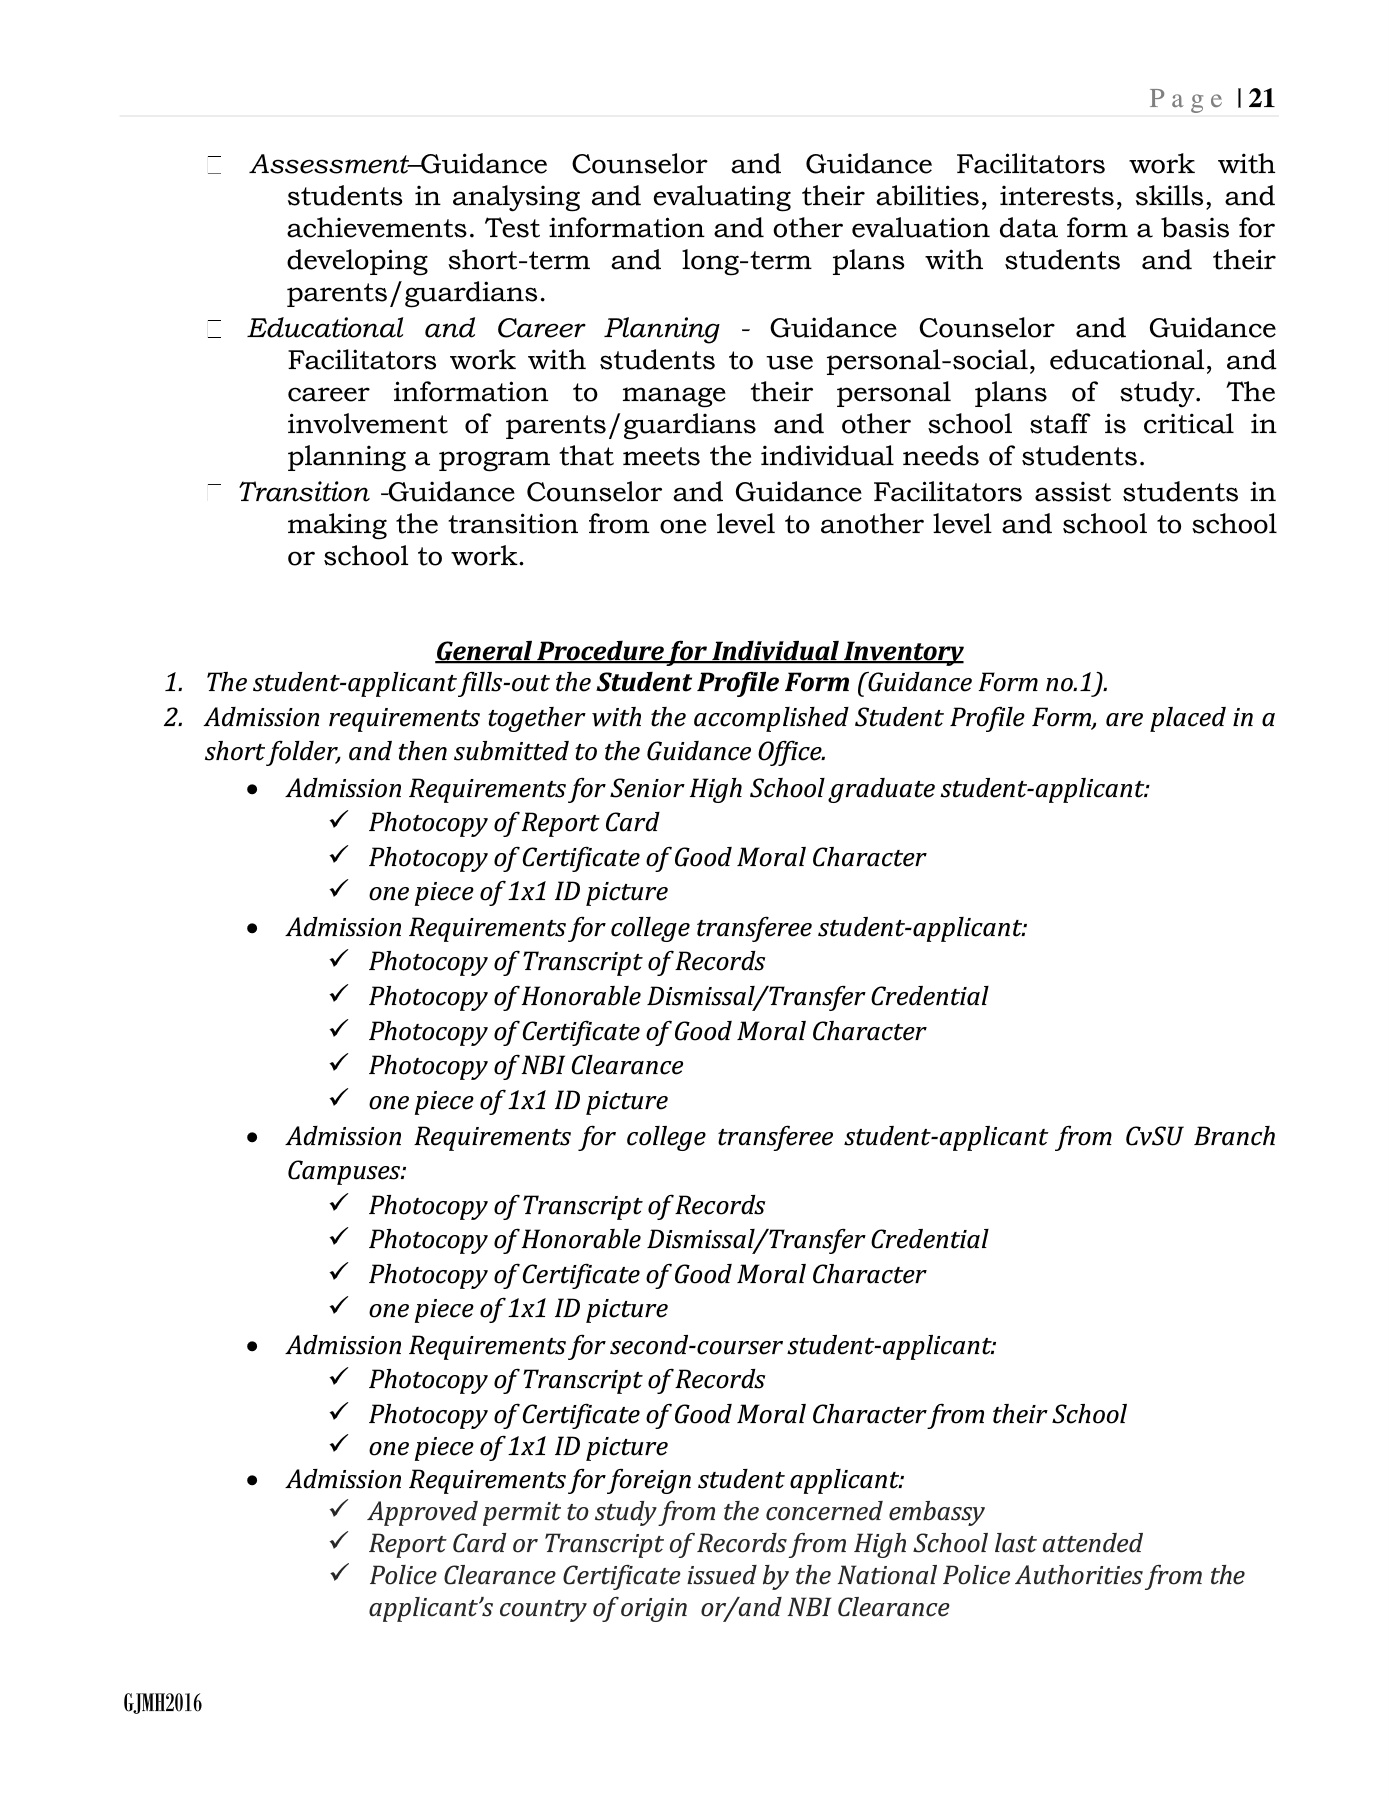 Page | 21
Assessment–Guidance Counselor and Guidance Facilitators work with
students in analysing and evaluating their abilities, interests, skills, and
achievements. Test information and other evaluation data form a basis for
developing short-term and long-term plans with students and their
parents/guardians.
Educational and Career Planning - Guidance Counselor and Guidance
Facilitators work with students to use personal-social, educational, and
career information to manage their personal plans of study. The
involvement of parents/guardians and other school staff is critical in
planning a program that meets the individual needs of students.
Transition -Guidance Counselor and Guidance Facilitators assist students in
making the transition from one level to another level and school to school
or school to work.
General Procedure for Individual Inventory
1. The student-applicant fills-out the Student Profile Form (Guidance Form no.1).
2. Admission requirements together with the accomplished Student Profile Form, are placed in a
short folder, and then submitted to the Guidance Office.
• Admission Requirements for Senior High School graduate student-applicant:
✓ Photocopy of Report Card
✓ Photocopy of Certificate of Good Moral Character
✓ one piece of 1x1 ID picture
• Admission Requirements for college transferee student-applicant:
✓ Photocopy of Transcript of Records
✓ Photocopy of Honorable Dismissal/Transfer Credential
✓ Photocopy of Certificate of Good Moral Character
✓ Photocopy of NBI Clearance
✓ one piece of 1x1 ID picture
• Admission Requirements for college transferee student-applicant from CvSU Branch
Campuses:
✓ Photocopy of Transcript of Records
✓ Photocopy of Honorable Dismissal/Transfer Credential
✓ Photocopy of Certificate of Good Moral Character
✓ one piece of 1x1 ID picture
• Admission Requirements for second-courser student-applicant:
✓ Photocopy of Transcript of Records
✓ Photocopy of Certificate of Good Moral Character from their School
✓ one piece of 1x1 ID picture
• Admission Requirements for foreign student applicant:
✓ Approved permit to study from the concerned embassy
✓ Report Card or Transcript of Records from High School last attended
✓ Police Clearance Certificate issued by the National Police Authorities from the
applicant's country of origin or/and NBI Clearance
GJMH2016